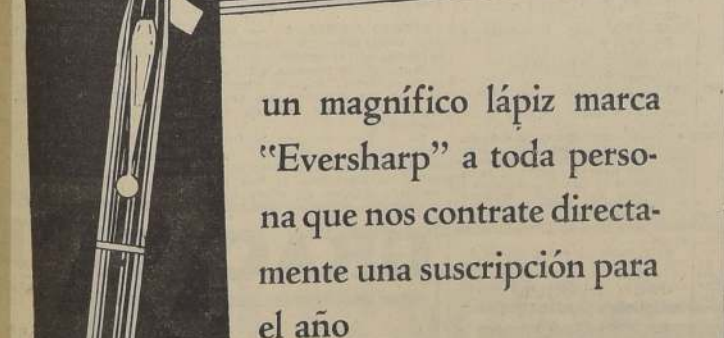 un magnífico lápiz marca
“Eversharp” a toda perso-
na que nos contrate directa-
mente una suscripción para
el año